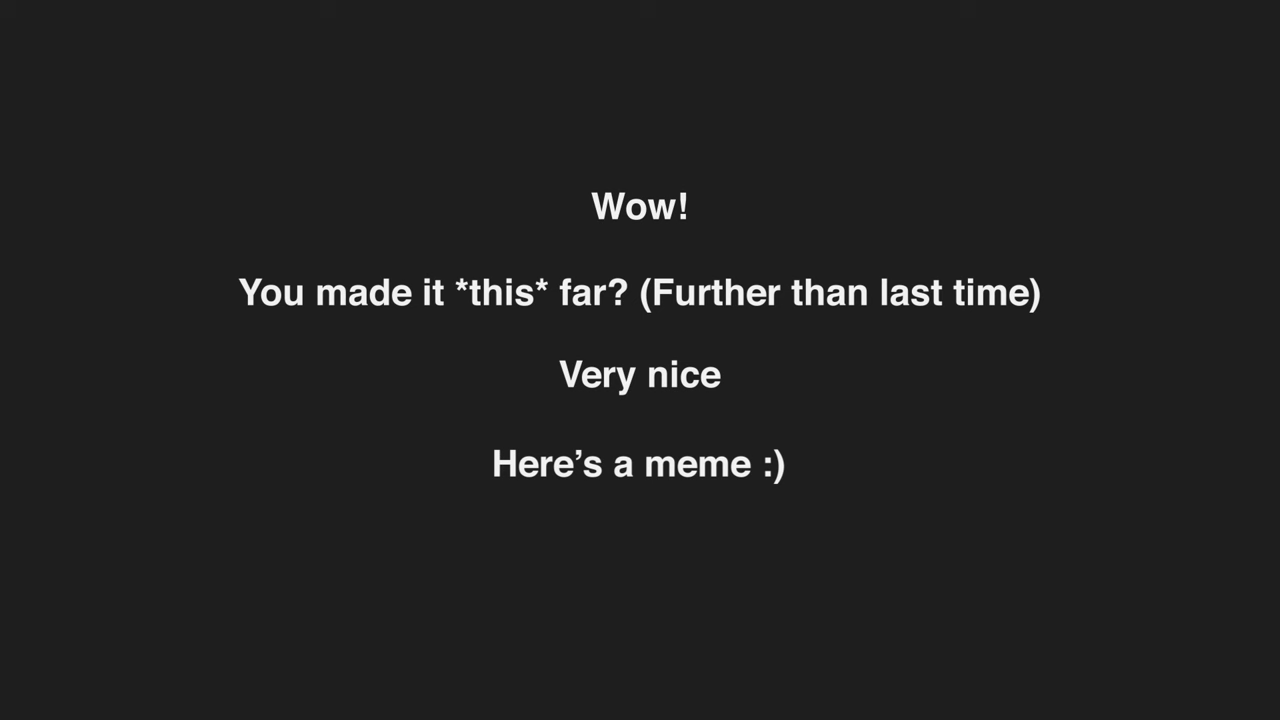 Wow!
You made it *this* far? (Further than last time)
Very nice
Here’s a meme :)